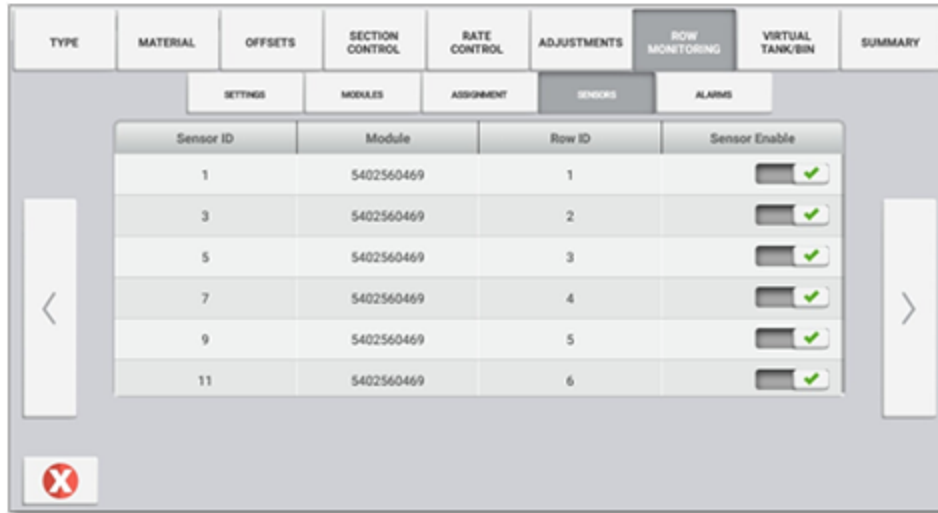 TYPE
MATERIAL
OFFSETS
SECTION
CONTROL
RATE
CONTROL
ADJUSTMENTS
ROW
MONITORING
VIRTUAL
TANK/BIN
SUMMARY
SETTINGS
MODULES
ASSIGNMENT
SENSORS
ALARMS
Sensor ID Module Row ID Sensor Enable
1 5402560469 1
3 5402560469 2
5 5402560469 3
7 5402560469 4
9 5402560469 5
11 5402560469 6